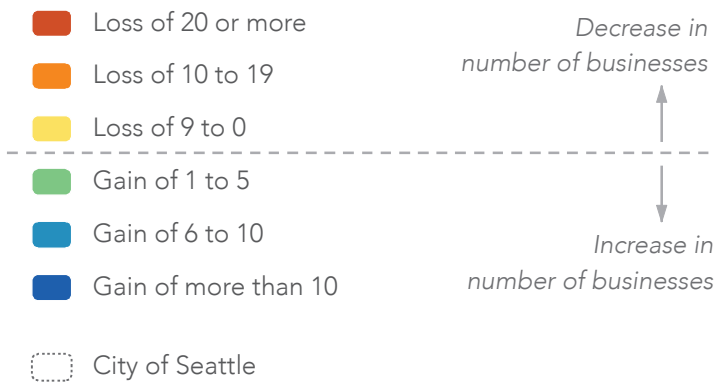 Loss of 20 or more
Loss of 10 to 19
Loss of 9 to 0
Gain of 1 to 5
Gain of 6 to 10
Gain of more than 10
City of Seattle
Decrease in
number of businesses
Increase in
number of businesses